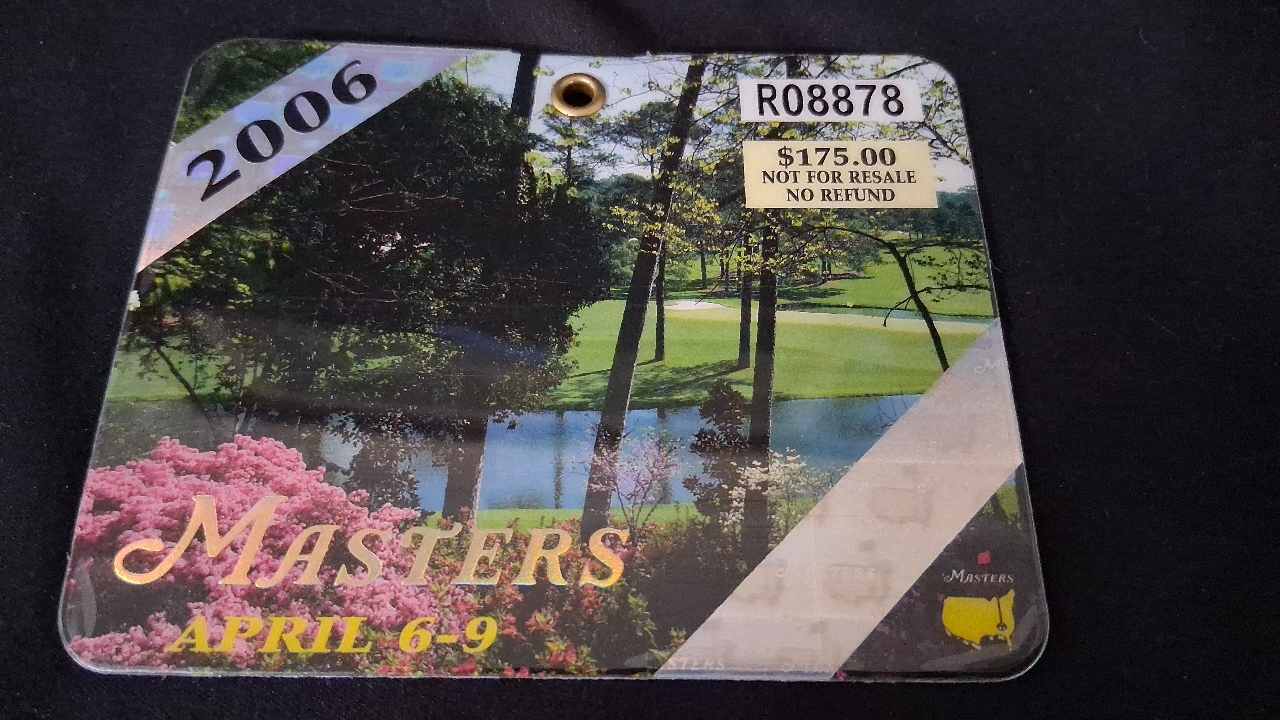 2006
R08878
$175.00
NOT FOR RESALE
NO REFUND
MASTERS
APRIL 6-9
MASTERS